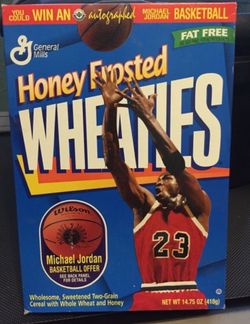 YOU COULD WIN AN autographed MICHAEL JORDAN BASKETBALL
FAT FREE
General Mills
Honey Frosted
WHEATIES
23
Wilson
Michael Jordan
BASKETBALL OFFER
SEE BACK PANEL
FOR DETAILS
Wholesome, Sweetened Two-Grain
Cereal with Wheat and Honey
NET WT 14.75 OZ (418g)